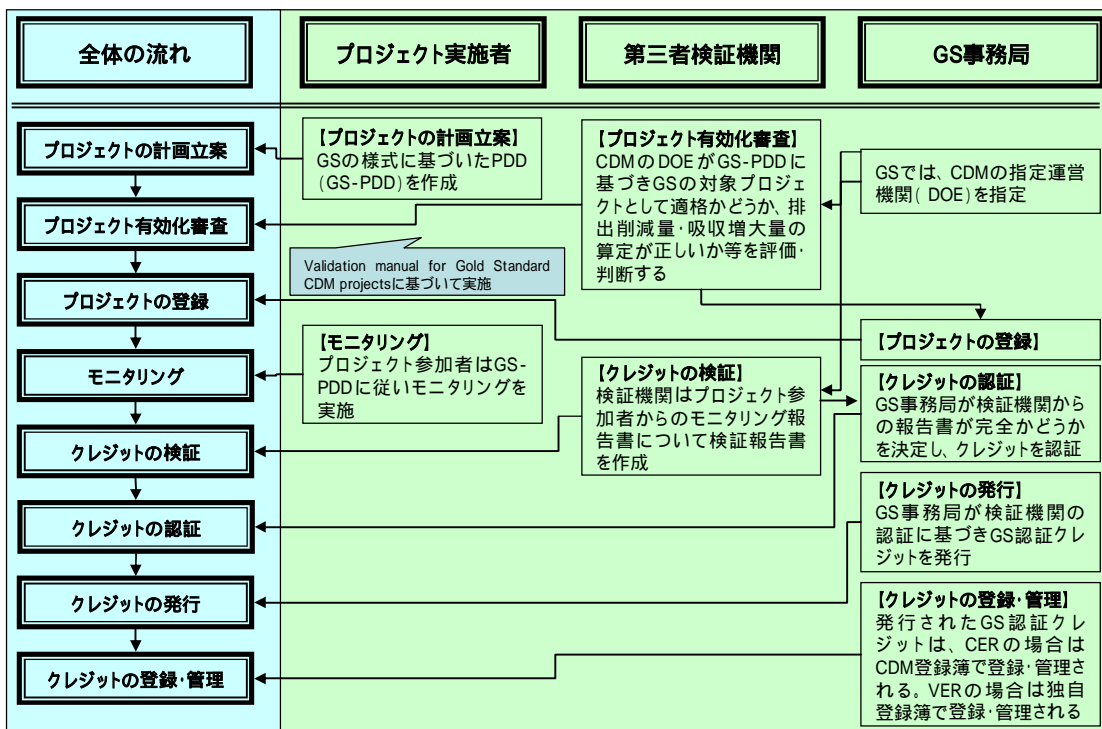 全体の流れ
プロジェクト実施者
第三者検証機関
GS事務局
プロジェクトの計画立案
プロジェクト有効化審査
プロジェクトの登録
モニタリング
クレジットの検証
クレジットの認証
クレジットの発行
クレジットの登録･管理
【プロジェクトの計画立案】
GSの様式に基づいたPDD
(GS-PDD)を作成
Validation manual for Gold Standard
CDM projectsに基づいて実施
【モニタリング】
プロジェクト参加者はGS-
PDDに従いモニタリングを
実施
【プロジェクト有効化審査】
CDMのDOEがGS-PDDに
基づきGSの対象プロジェ
クトとして適格かどうか、排
出削減量･吸収増大量の
算定が正しいか等を評価･
判断する
【クレジットの検証】
検証機関はプロジェクト参
加者からのモニタリング報
告書について検証報告書
を作成
GSでは、CDMの指定運営
機関( DOE)を指定
【プロジェクトの登録】
【クレジットの認証】
GS事務局が検証機関から
の報告書が完全かどうか
を決定し、クレジットを認証
【クレジットの発行】
GS事務局が検証機関の
認証に基づきGS認証クレ
ジットを発行
【クレジットの登録･管理】
発行されたGS認証クレ
ジットは、CERの場合は
CDM登録簿で登録･管理さ
れる。VERの場合は独自
登録簿で登録･管理される